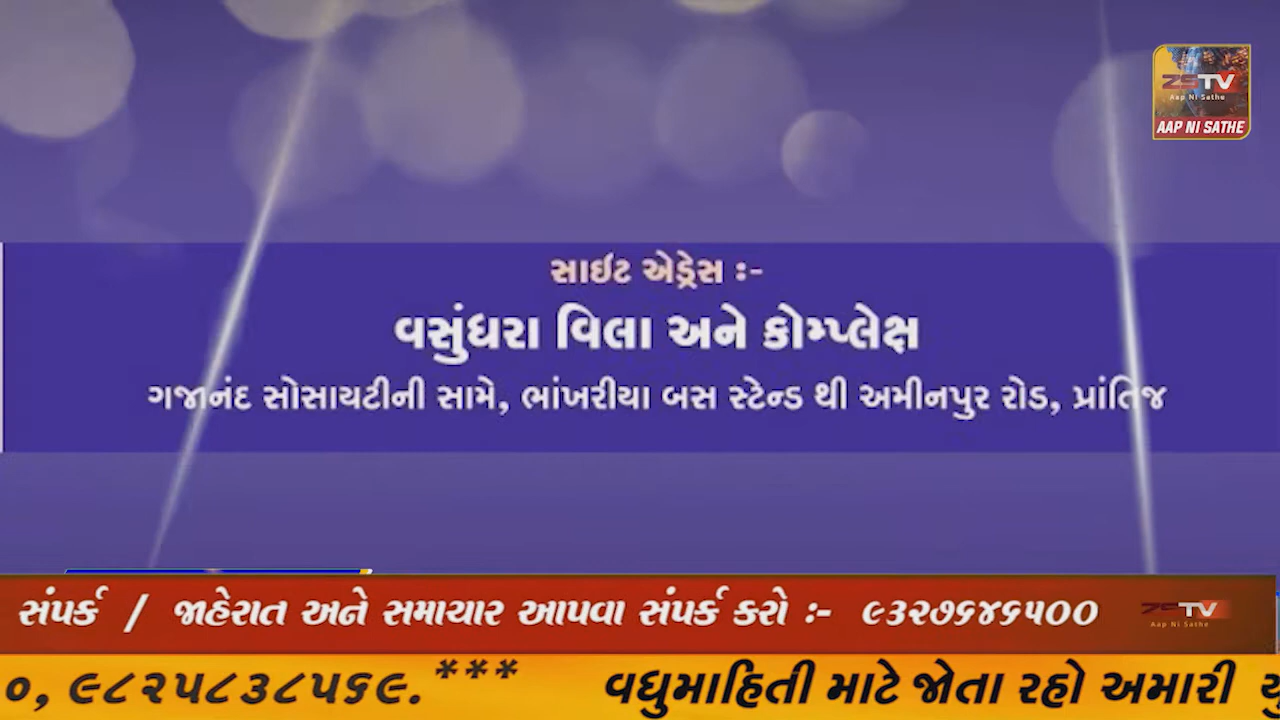 ZSTV
Aap Ni Sathe
AAP NI SATHE
સાઇટ એડ્રેસ :-
વસુંધરા વિલા અને કોમ્પ્લેક્ષ
ગજાનંદ સોસાયટીની સામે, ભાંખરીયા બસ સ્ટેન્ડ થી અમીનપુર રોડ, પ્રાંતિજ
સંપર્ક / જાહેરાત અને સમાચાર આપવા સંપર્ક કરો :- ૯૩૨૭૬૪૬૫૦૦
ZSTV
Aap Ni Sathe
૦, ૯૮૨૫૮૩૮૫૬૯.*** વધુમાહિતી માટે જોતા રહો અમારી